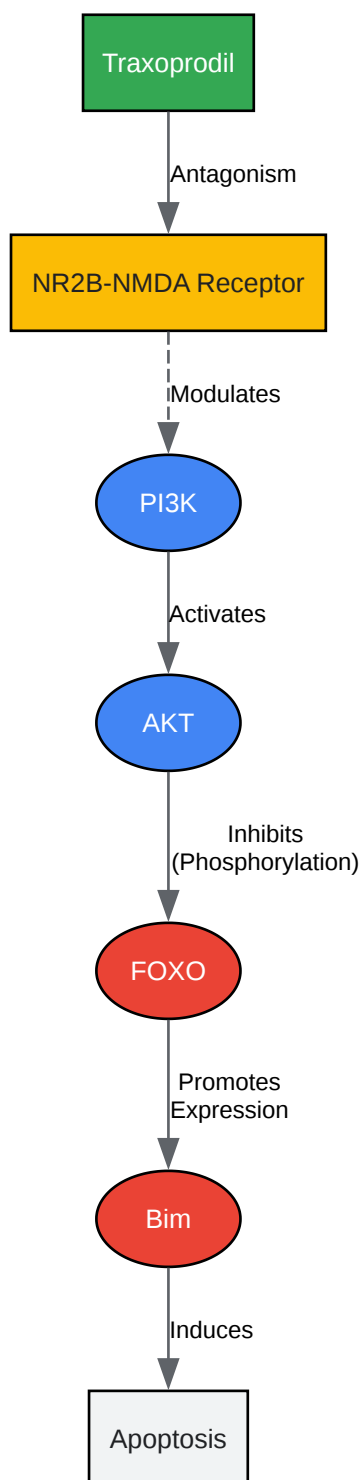 Traxoprodil
Antagonism
NR2B-NMDA Receptor
Modulates
PI3K
Activates
AKT
Inhibits
(Phosphorylation)
FOXO
Promotes
Expression
Bim
Induces
Apoptosis